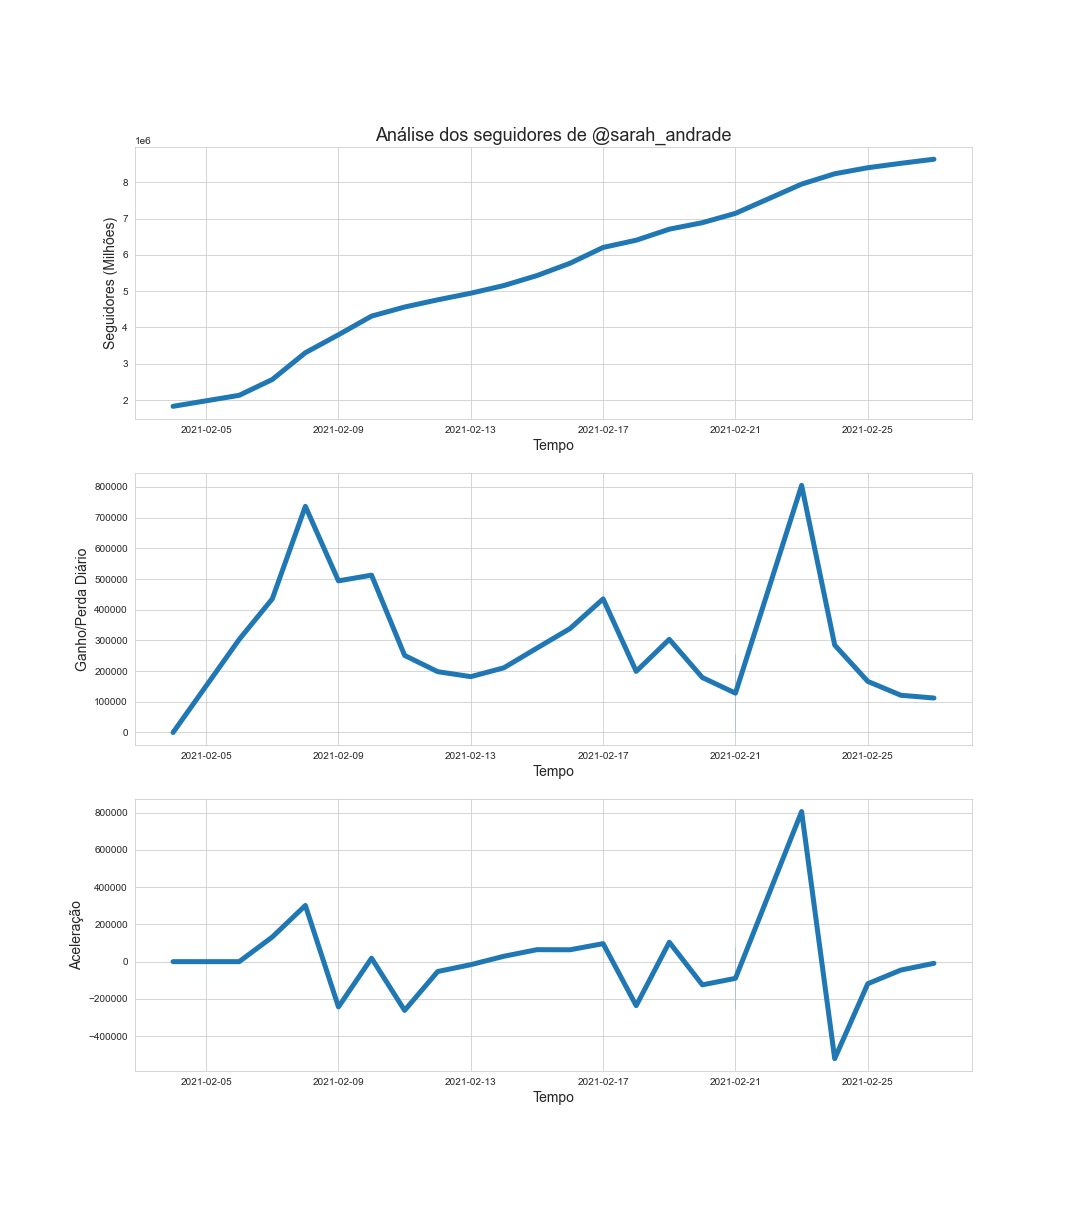 Análise dos seguidores de @sarah_andrade
1e6
8
7
6
5
4
3
2
Seguidores (Milhões)
2021-02-05 2021-02-09 2021-02-13 2021-02-17 2021-02-21 2021-02-25
Tempo
800000
700000
600000
500000
400000
300000
200000
100000
0
Ganho/Perda Diário
2021-02-05 2021-02-09 2021-02-13 2021-02-17 2021-02-21 2021-02-25
Tempo
800000
600000
400000
200000
0
−200000
−400000
Aceleração
2021-02-05 2021-02-09 2021-02-13 2021-02-17 2021-02-21 2021-02-25
Tempo